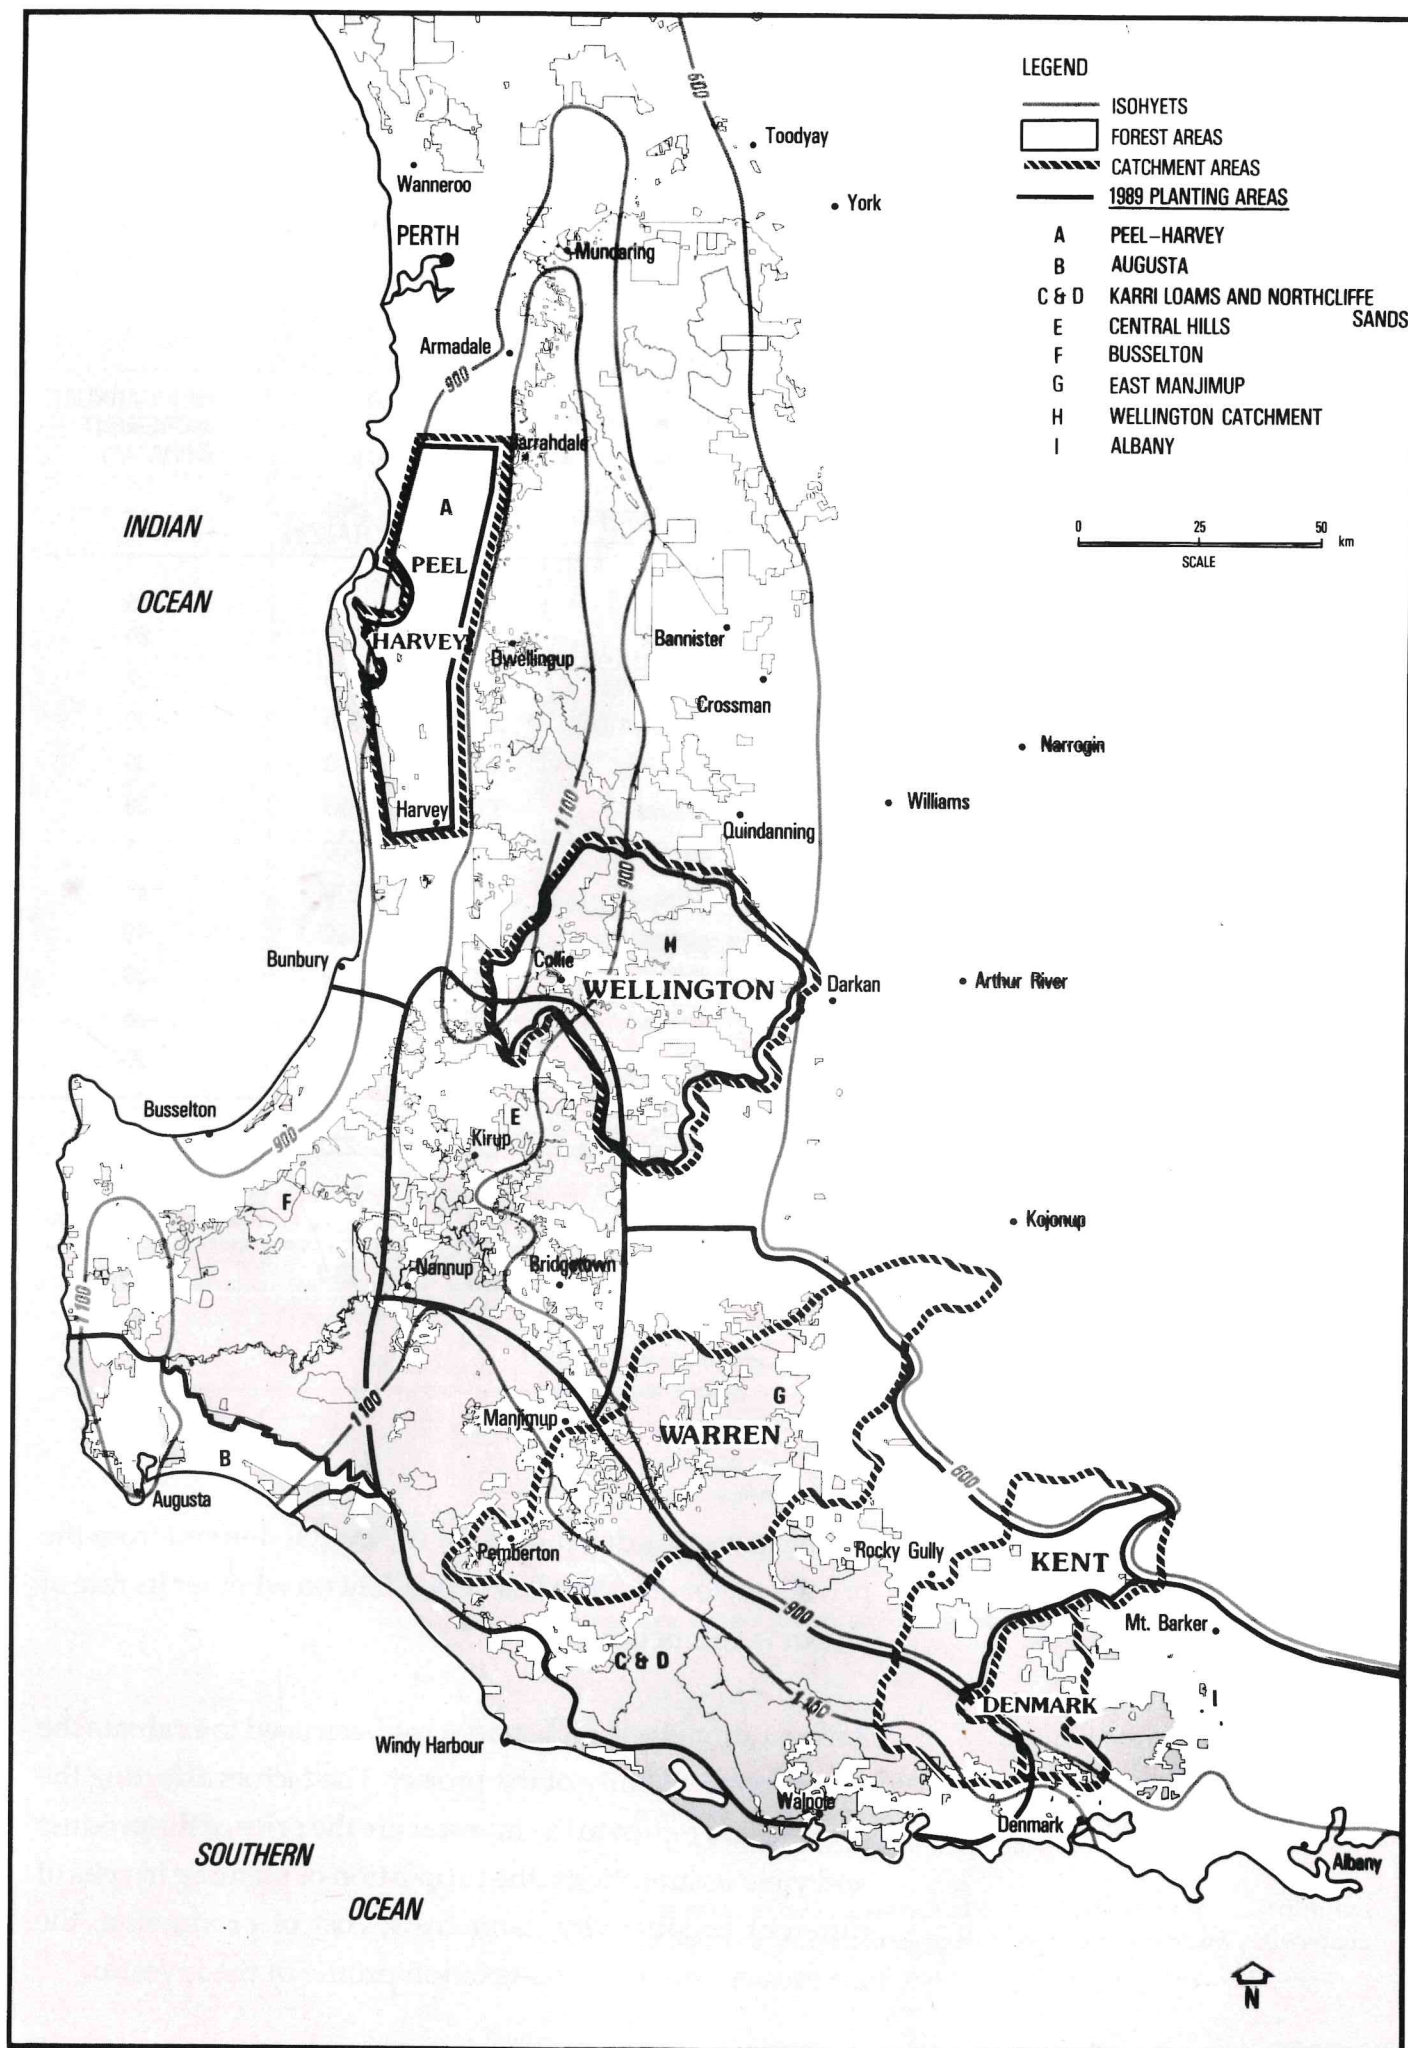 LEGEND
ISOHYETS
FOREST AREAS
CATCHMENT AREAS
1989 PLANTING AREAS
A PEEL-HARVEY
B AUGUSTA
C & D KARRI LOAMS AND NORTHCLIFFE
SANDS
E CENTRAL HILLS
F BUSSELTON
G EAST MANJIMUP
H WELLINGTON CATCHMENT
I ALBANY
0 25 50 km
SCALE
600
Toodyay
Wanneroo
York
PERTH
Mundaring
Armadale
900
Jarrahdale
A
INDIAN
OCEAN
PEEL
HARVEY
Dwellingup
Bannister
Crossman
Narrogin
Williams
1100
Harvey
Quindanning
900
H
Bunbury
Collie
WELLINGTON
Darkan
Arthur River
Busselton
900
E
Kirup
F
Kojonup
Nannup
Bridgetown
1100
1100
G
Manjimup
WARREN
B
Augusta
600
Pemberton
Rocky Gully
KENT
900
Mt. Barker
C & D
1100
DENMARK
I
Windy Harbour
Walpole
Denmark
Albany
SOUTHERN
OCEAN
N